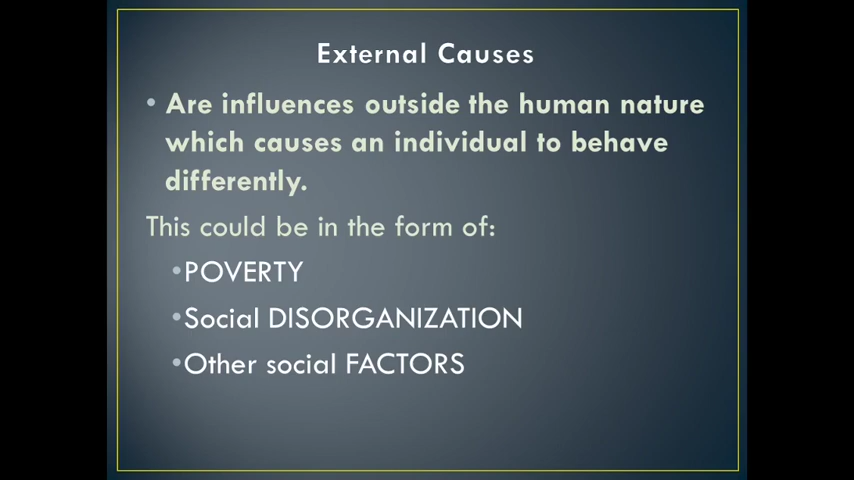 External Causes
• Are influences outside the human nature
which causes an individual to behave
differently.
This could be in the form of:
•POVERTY
•Social DISORGANIZATION
•Other social FACTORS